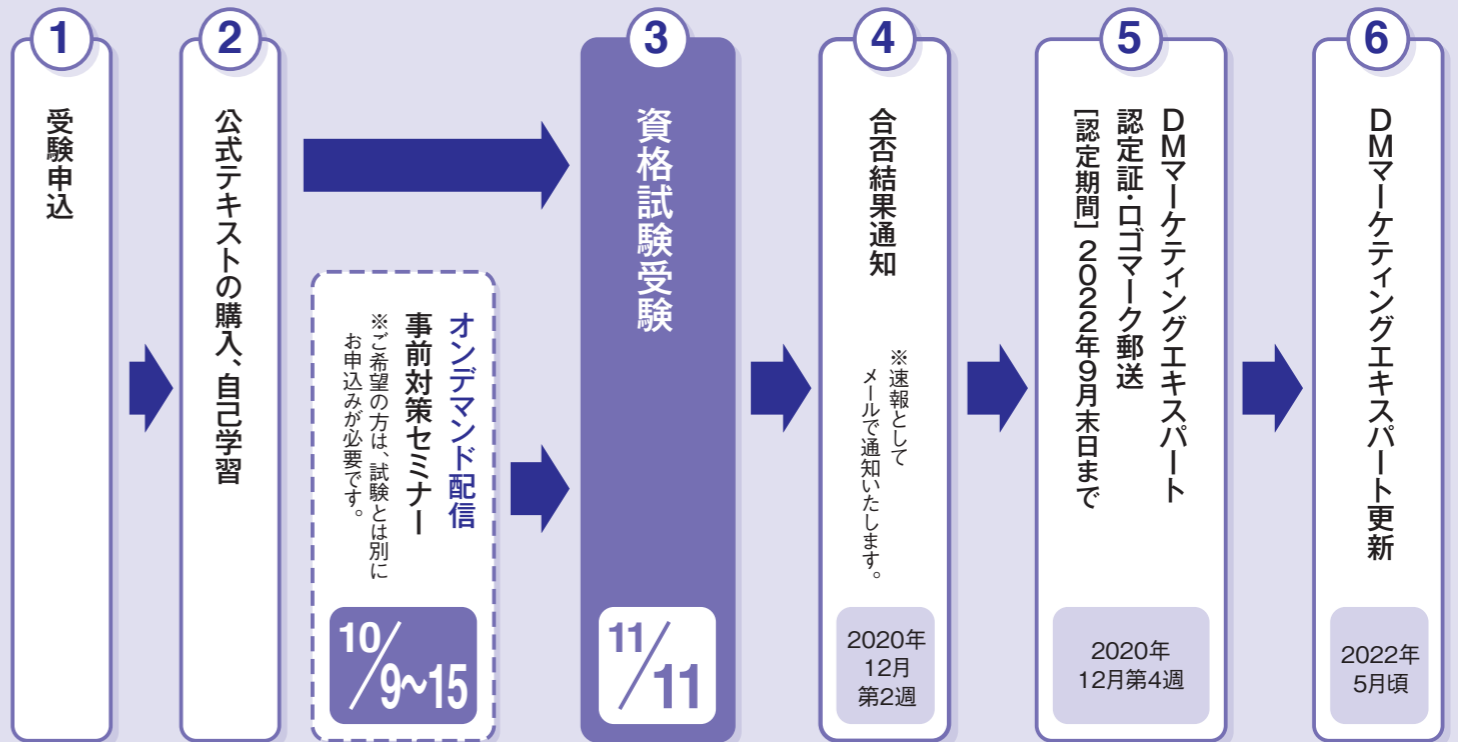 1
受験申込
2
公式テキストの購入、自己学習
オンデマンド配信
事前対策セミナー
※ご希望の方は、試験とは別に
お申込みが必要です。
10/9~15
3
資格試験受験
11/11
4
合否結果通知
※速報として
メールで通知いたします。
2020年
12月
第2週
5
DMマーケティングエキスパート
認定証・ロゴマーク郵送
[認定期間]2022年9月末日まで
2020年
12月第4週
6
DMマーケティングエキスパート更新
2022年
5月頃